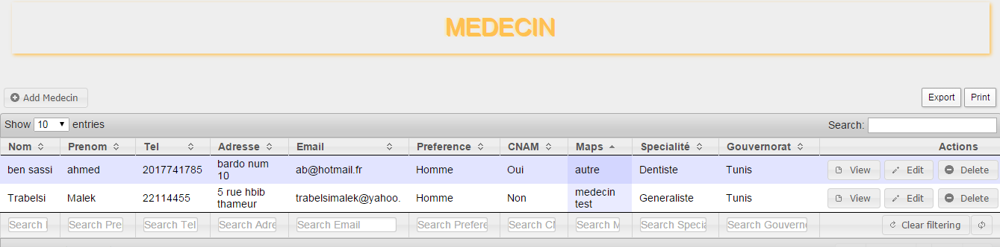 MEDECIN
Add Medecin Export Print
Show 10 entries Search:
Nom Prenom Tel Adresse Email Preference CNAM Maps Specialité Gouvernorat Actions
ben sassi ahmed 2017741785 bardo num 10 ab@hotmail.fr Homme Oui autre Dentiste Tunis View Edit Delete
Trabelsi Malek 22114455 5 rue hbib thameur trabelsimalek@yahoo. Homme Non medecin test Generaliste Tunis View Edit Delete
Search Search Pre Search Tel Search Adre Search Email Search Prefere Search Search Search Specia Search Gouverno Clear filtering